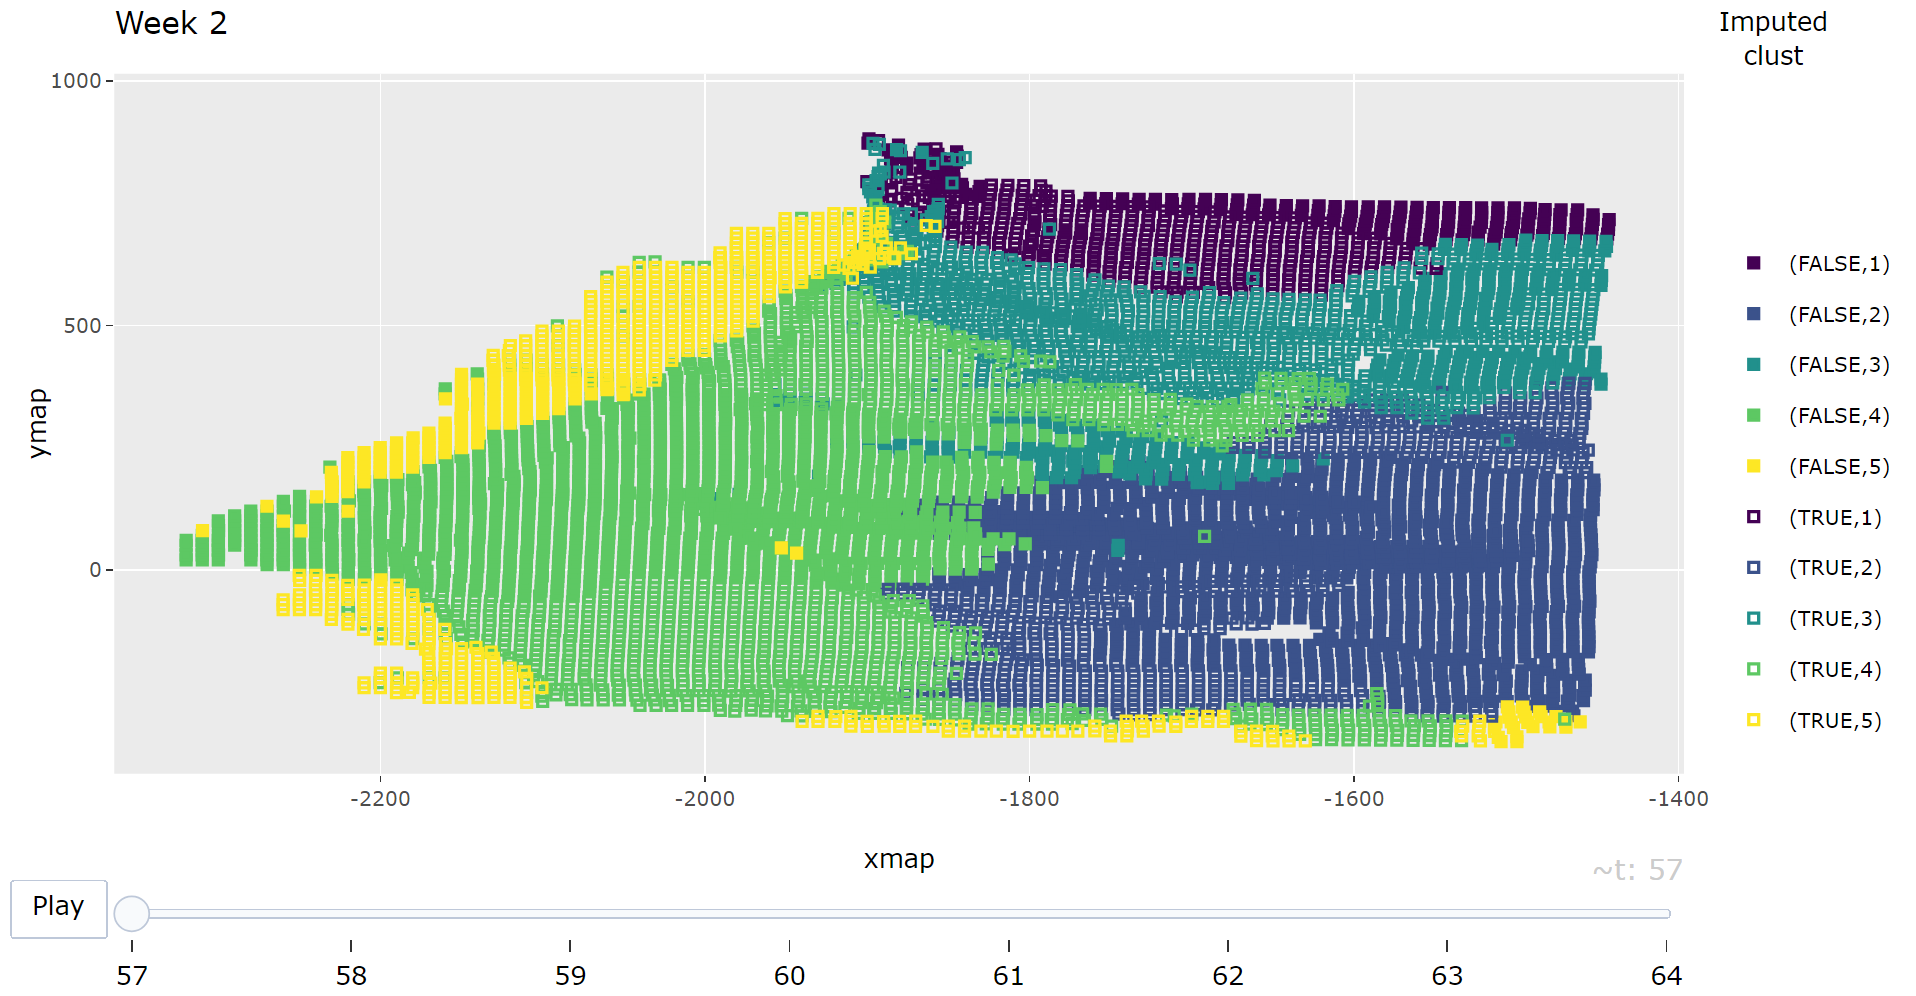 Week 2
Imputed
clust
1000
500
0
ymap
(FALSE,1)
(FALSE,2)
(FALSE,3)
(FALSE,4)
(FALSE,5)
(TRUE,1)
(TRUE,2)
(TRUE,3)
(TRUE,4)
(TRUE,5)
-2200 -2000 -1800 -1600 -1400
xmap
~t: 57
Play
57 58 59 60 61 62 63 64